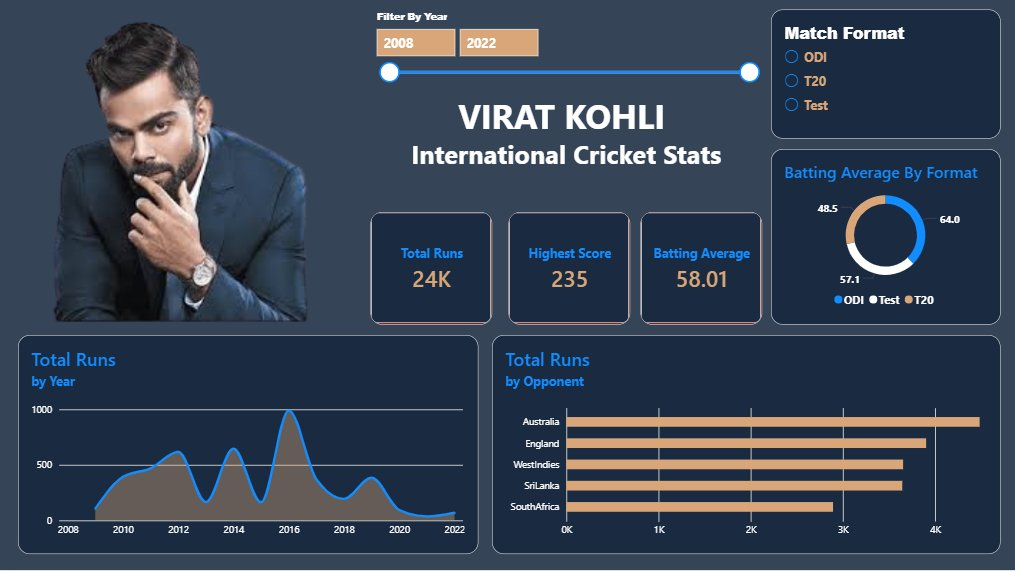 Filter By Year
2008 2022
VIRAT KOHLI
International Cricket Stats
Match Format
ODI
T20
Test
Batting Average By Format
48.5
64.0
57.1
ODI Test T20
Total Runs
24K
Highest Score
235
Batting Average
58.01
Total Runs
by Year
1000
500
0
2008 2010 2012 2014 2016 2018 2020 2022
Total Runs
by Opponent
Australia
England
WestIndies
SriLanka
SouthAfrica
0K 1K 2K 3K 4K